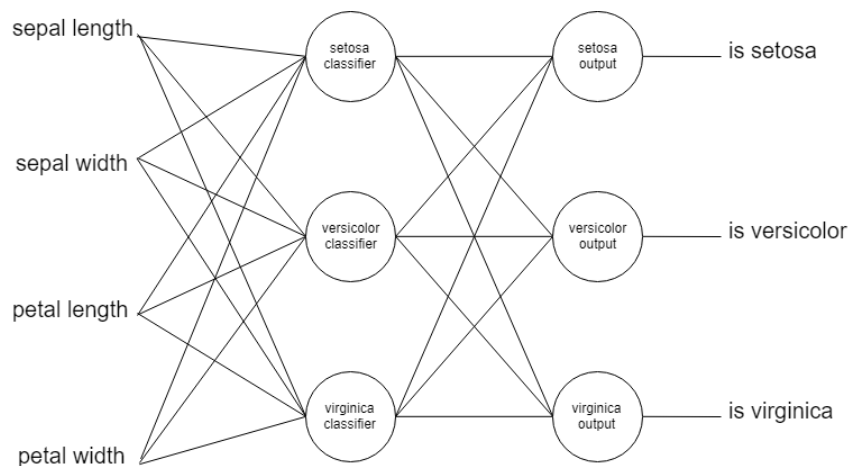 sepal length
sepal width
petal length
petal width
setosa
classifier
versicolor
classifier
virginica
classifier
setosa
output
versicolor
output
virginica
output
is setosa
is versicolor
is virginica